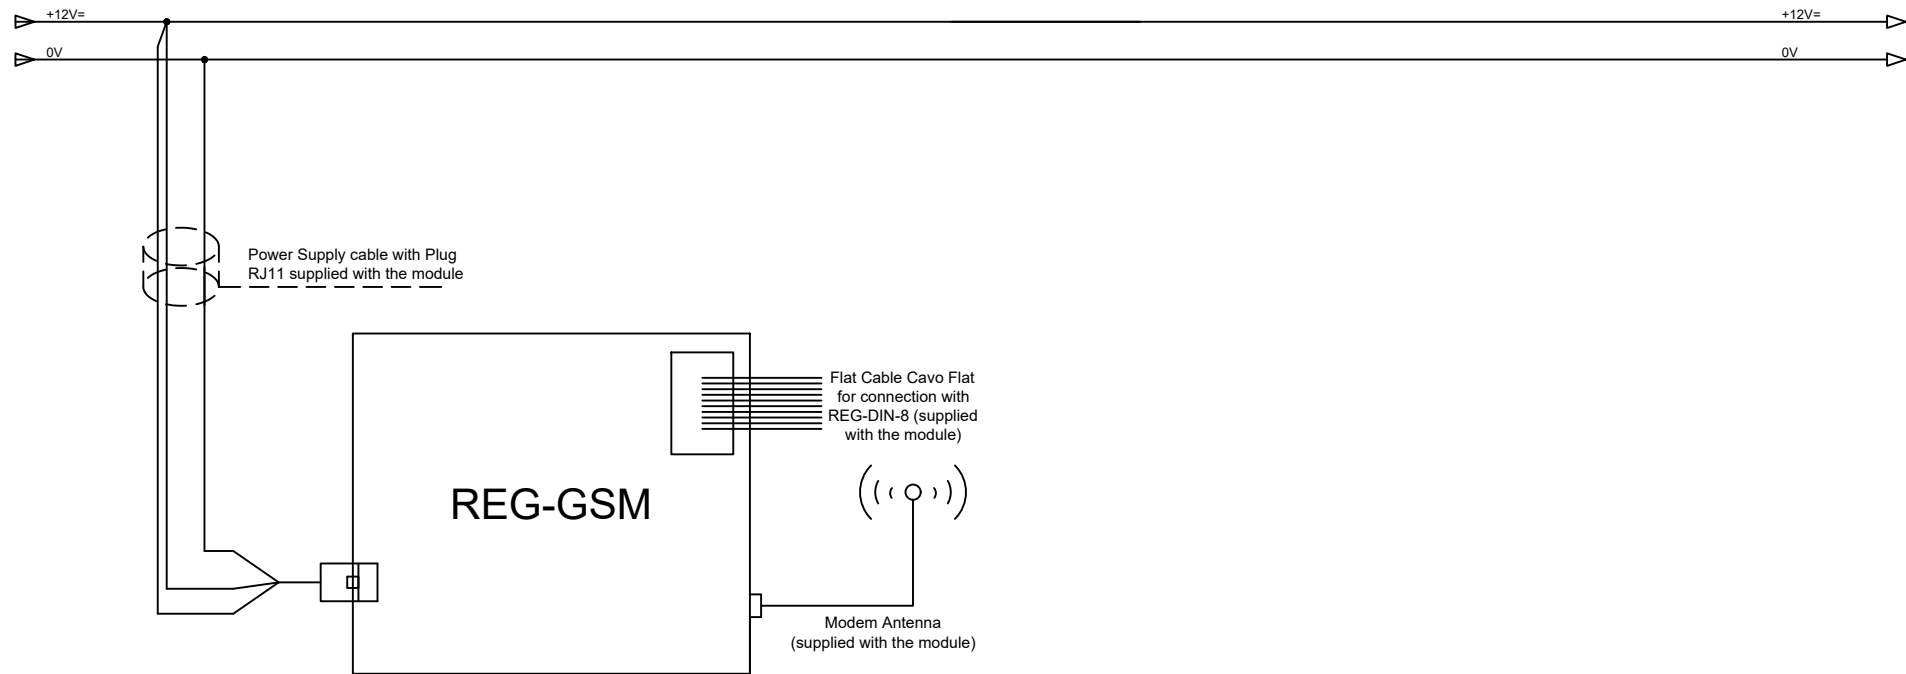 +12V=
+12V=
0V
0V
Power Supply cable with Plug
RJ11 supplied with the module
Flat Cable Cavo Flat
for connection with
REG-DIN-8 (supplied
with the module)
REG-GSM
Modem Antenna
(supplied with the module)